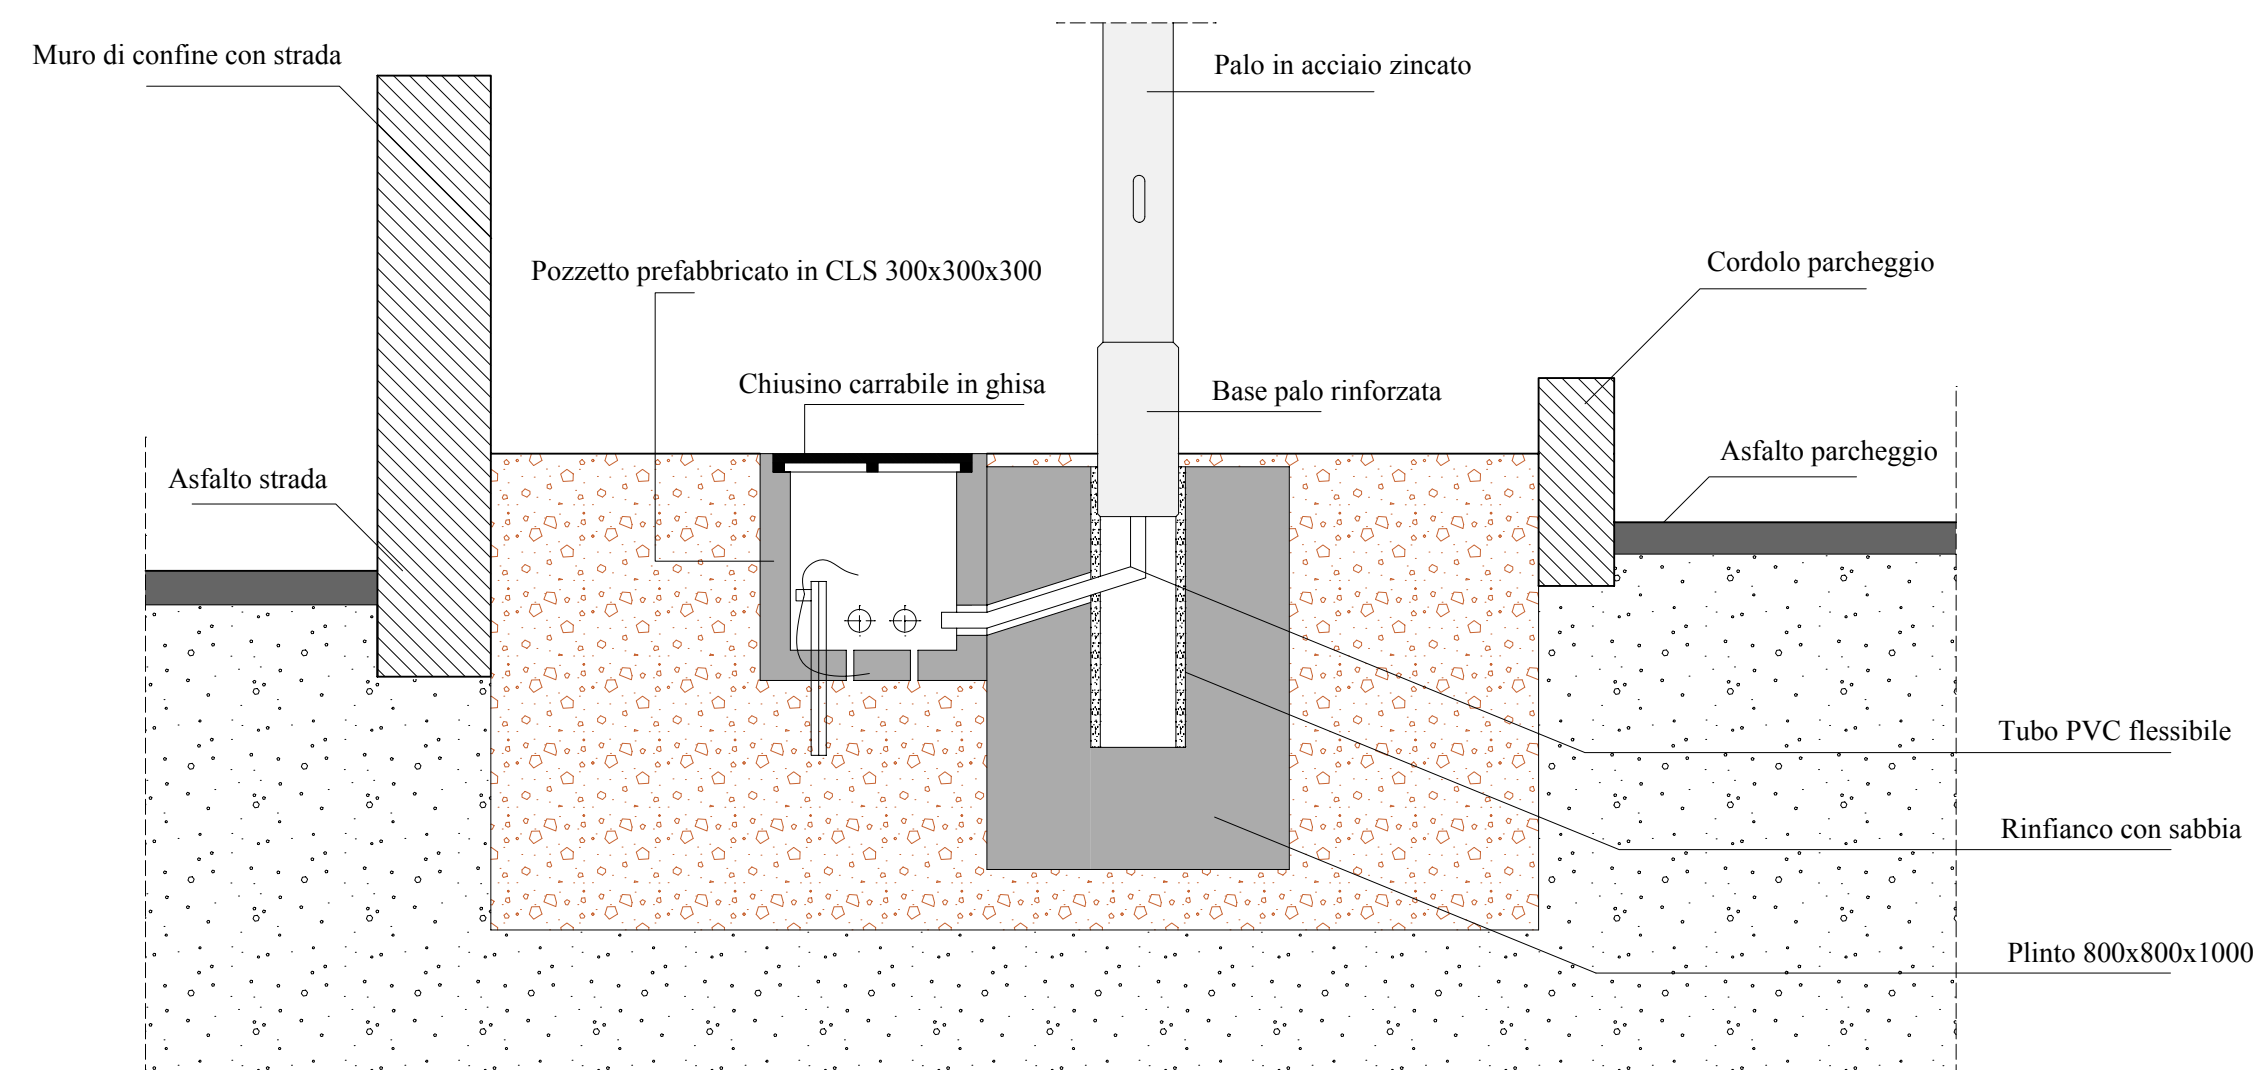 Muro di confine con strada
Palo in acciaio zincato
Pozzetto prefabbricato in CLS 300x300x300
Cordolo parcheggio
Chiusino carrabile in ghisa
Base palo rinforzata
Asfalto strada
Asfalto parcheggio
Tubo PVC flessibile
Rinfianco con sabbia
Plinto 800x800x1000